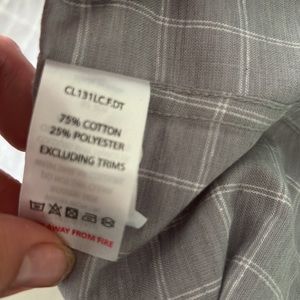 CL131LC.F.DT
75% COTTON
25% POLYESTER
EXCLUDING TRIMS
AWAY FROM FIRE